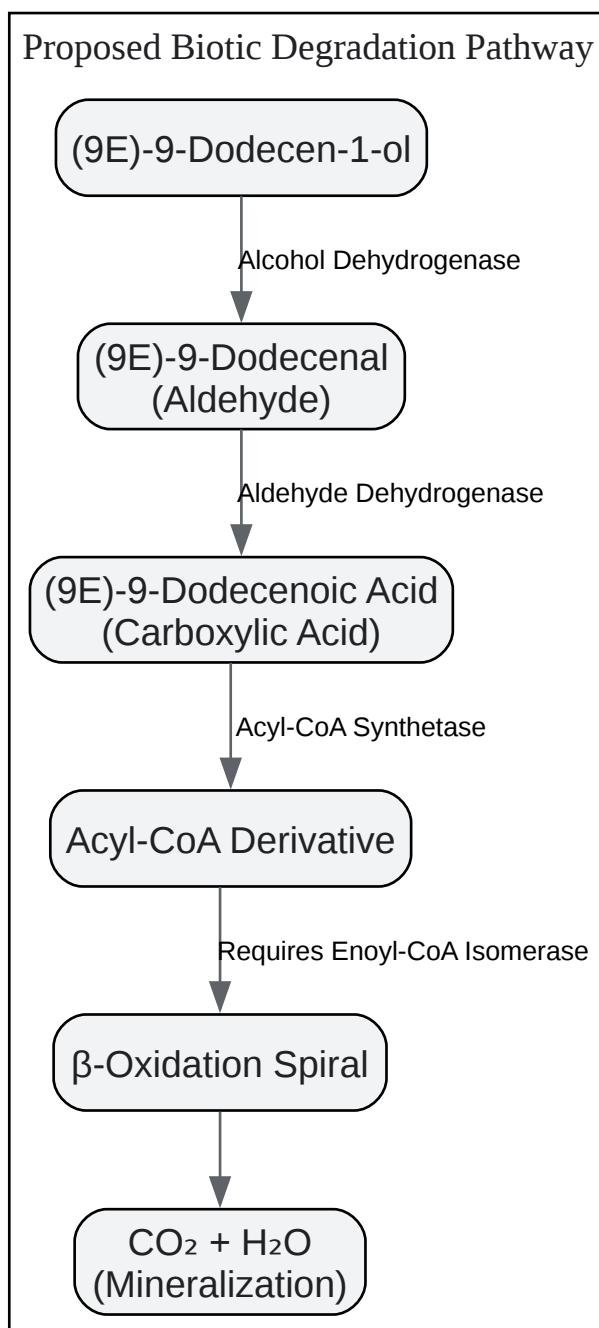 Proposed Biotic Degradation Pathway
(9E)-9-Dodecen-1-ol
Alcohol Dehydrogenase
(9E)-9-Dodecenal
(Aldehyde)
Aldehyde Dehydrogenase
(9E)-9-Dodecenoic Acid
(Carboxylic Acid)
Acyl-CoA Synthetase
Acyl-CoA Derivative
Requires Enoyl-CoA Isomerase
β-Oxidation Spiral
CO₂ + H₂O
(Mineralization)